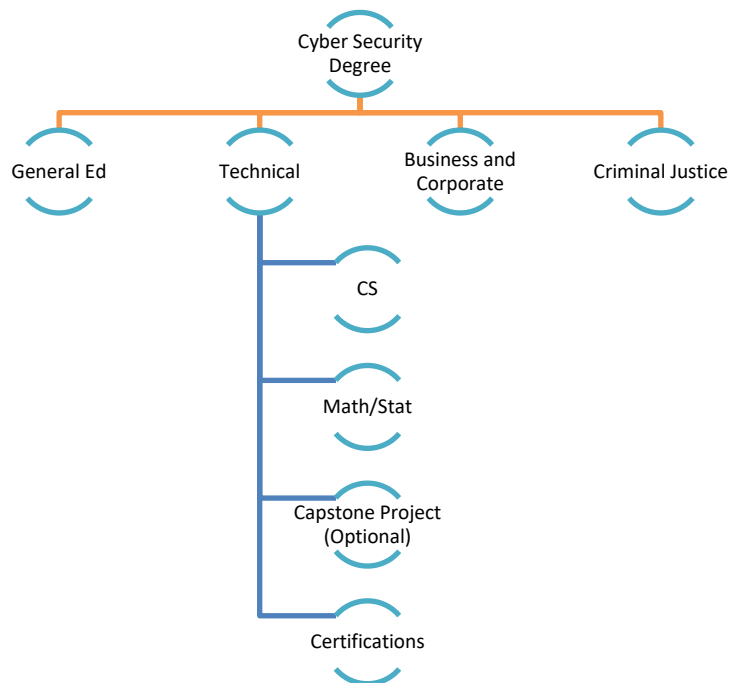 Cyber Security
Degree
General Ed
Technical
Business and
Corporate
Criminal Justice
CS
Math/Stat
Capstone Project
(Optional)
Certifications